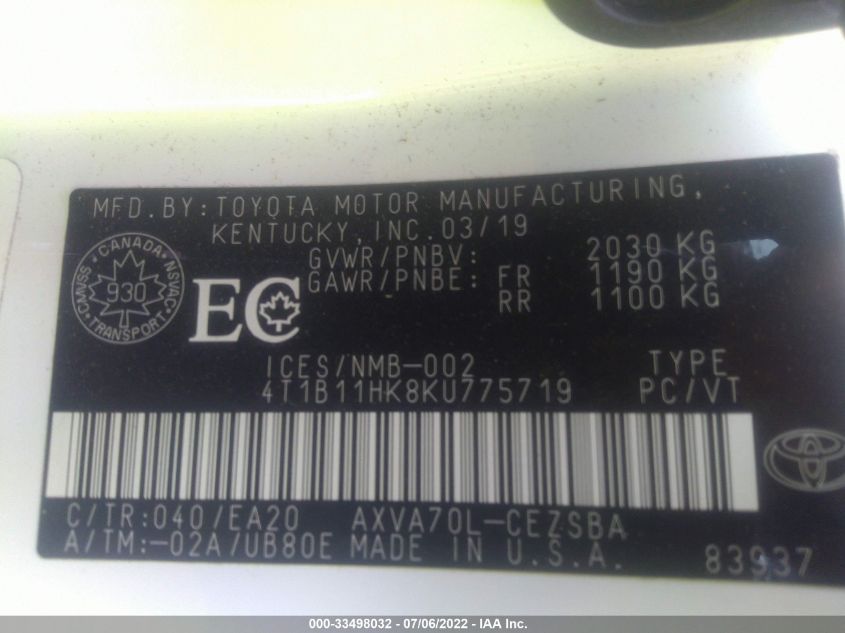 MFD.BY:TOYOTA MOTOR MANUFACTURING,
KENTUCKY,INC.03/19
GVWR/PNBV: 2030 KG
GAWR/PNBE: FR 1190 KG
RR 1100 KG
CANADA
CMVSS 930 NSVAC
TRANSPORT
EC
ICES/NMB-002 TYPE
4T1B11HK8KU775719 PC/VT
C/TR:040/EA20 AXVA70L-CEZSBA
A/TM:-02A/UB80E MADE IN U.S.A. 83937
000-33498032 - 07/06/2022 - IAA Inc.